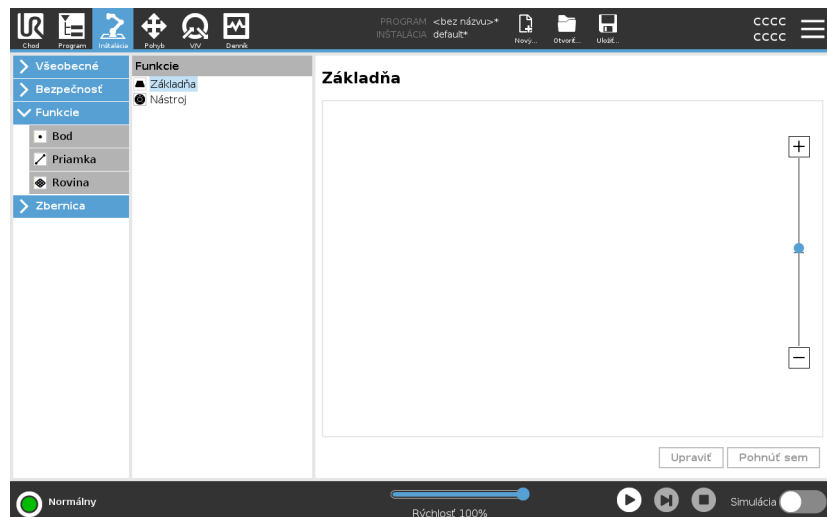 PROGRAM <bez názvu>*
INŠTALÁCIA default*
Chod Program Inštalácia Pohyb V/V Denník
Nový... Otvoriť... Uložiť...
CCCC
CCCC
Všeobecné
Bezpečnosť
Funkcie
Bod
Priamka
Rovina
Zbernica
Funkcie
Základňa
Nástroj
Základňa
Upraviť Pohnúť sem
Normálny
Rýchlosť 100%
Simulácia